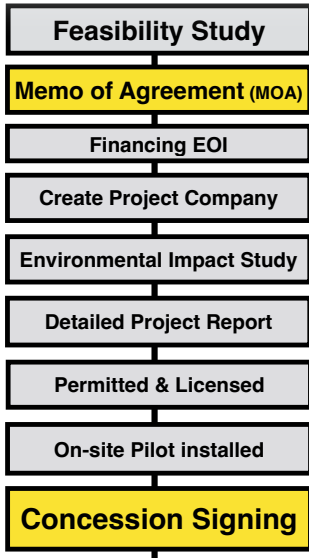 Feasibility Study
Memo of Agreement (MOA)
Financing EOI
Create Project Company
Environmental Impact Study
Detailed Project Report
Permitted & Licensed
On-site Pilot installed
Concession Signing